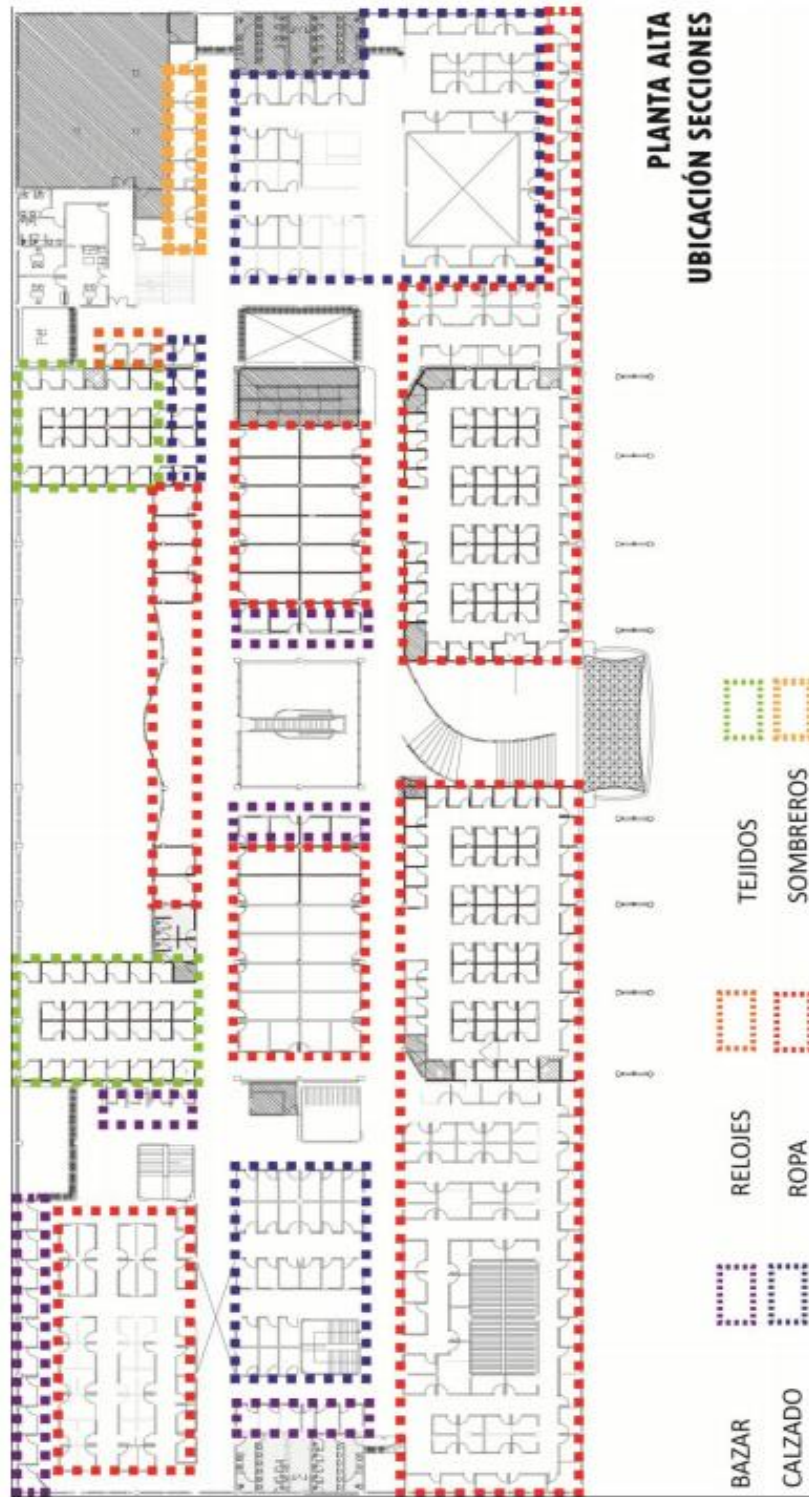 PLANTA ALTA
UBICACIÓN SECCIONES
BAZAR
RELOJES
TEJIDOS
CALZADO
ROPA
SOMBREROS